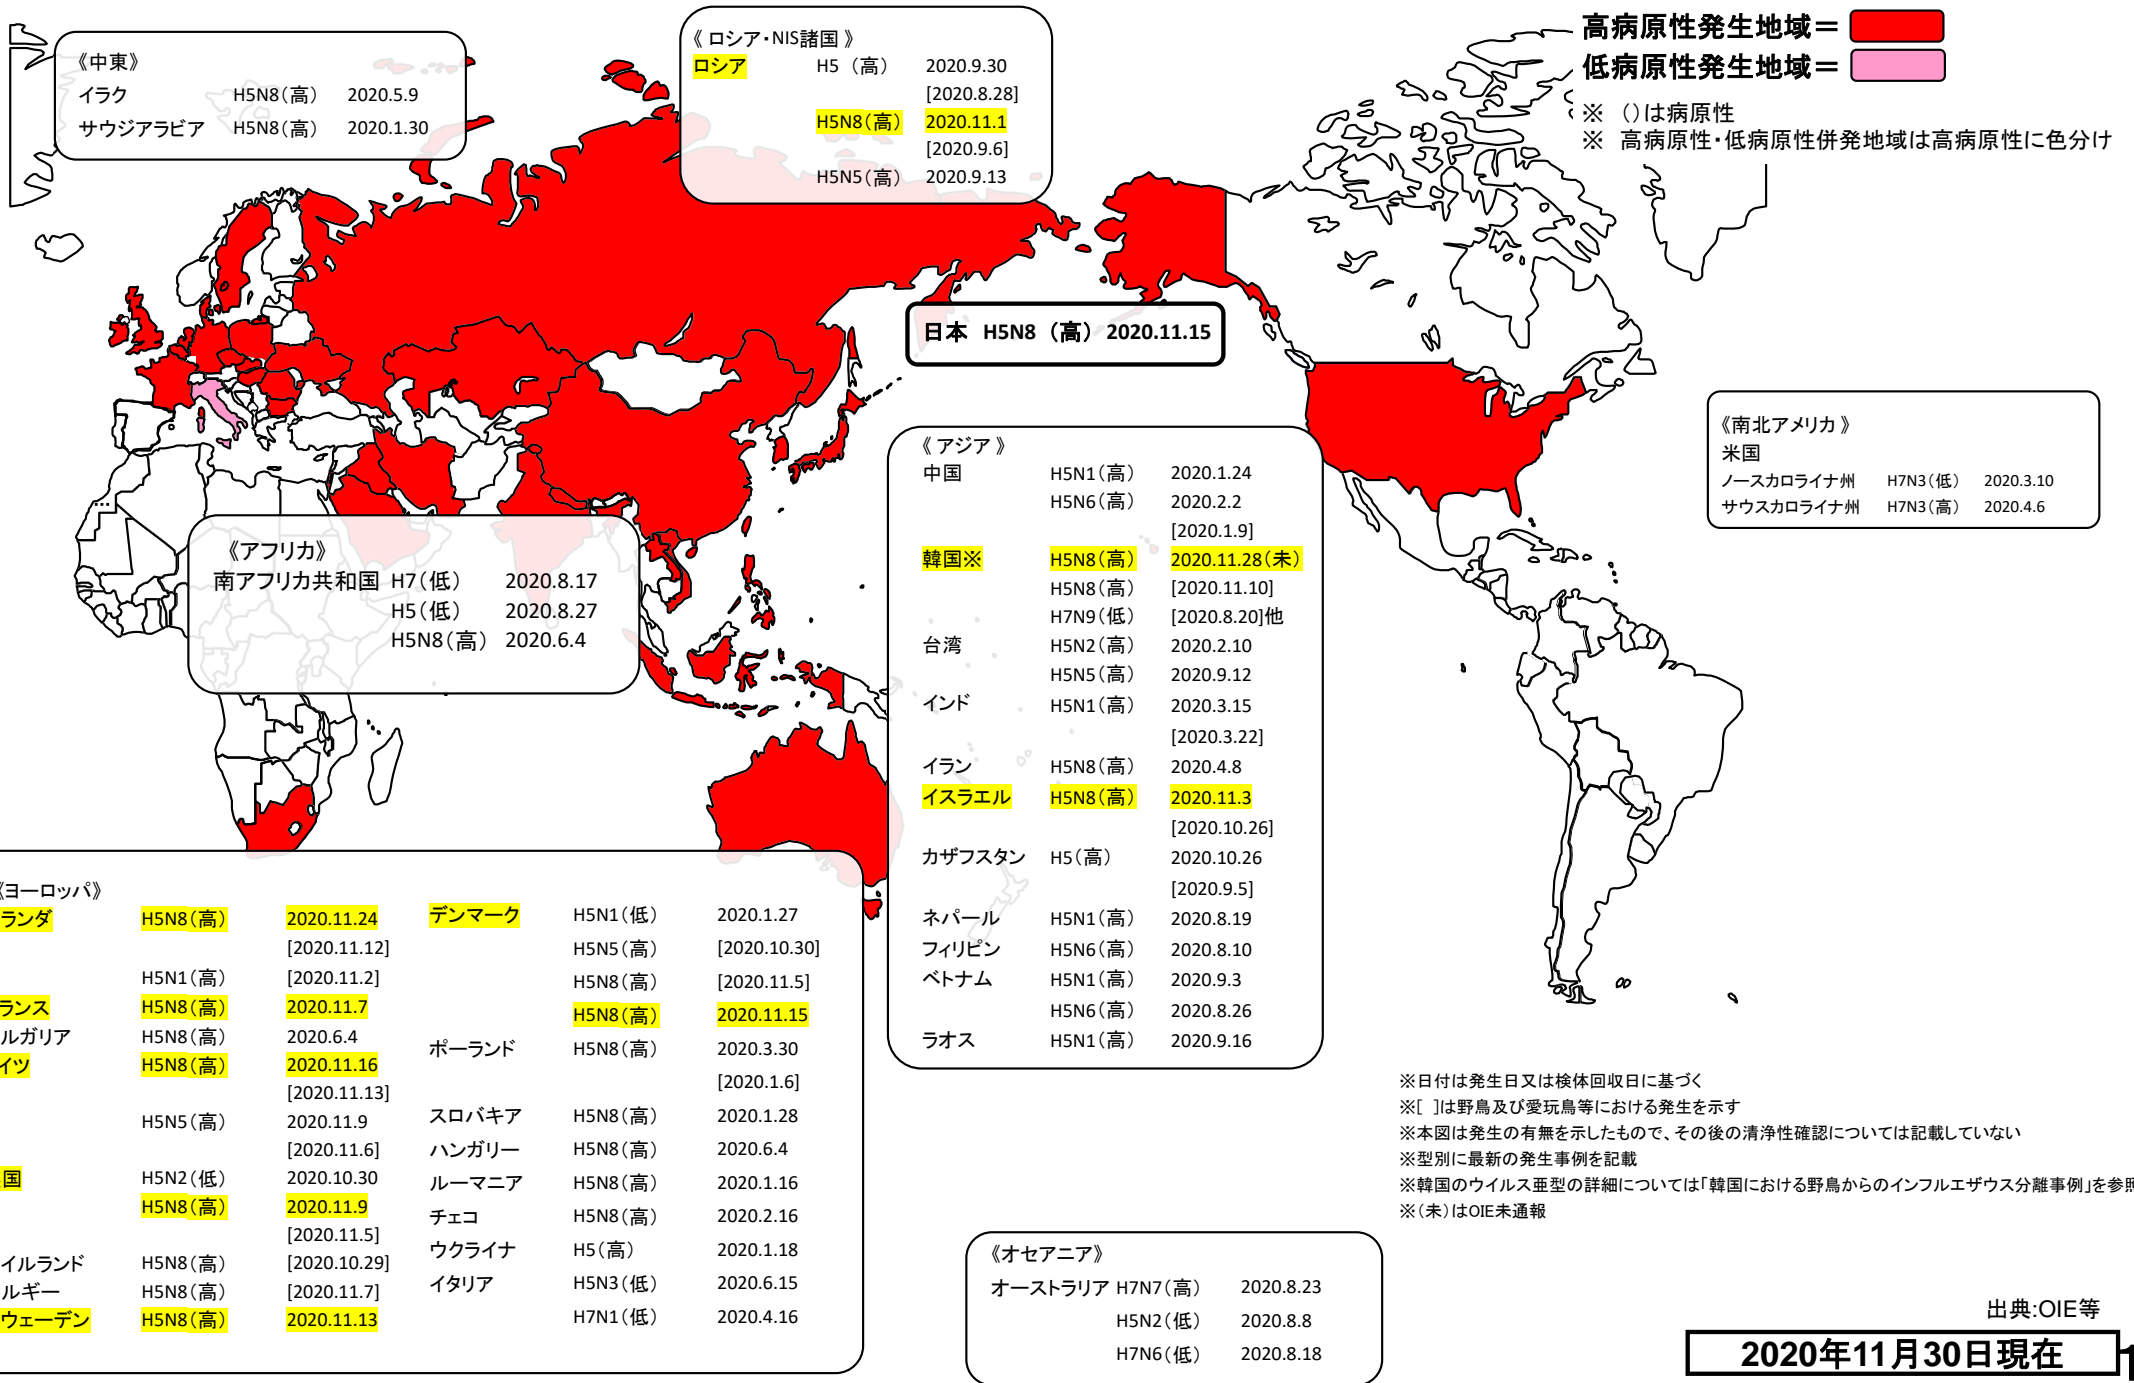 高病原性発生地域＝
低病原性発生地域＝
※ ()は病原性
※ 高病原性・低病原性併発地域は高病原性に色分け
《中東》
イラク H5N8(高) 2020.5.9
サウジアラビア H5N8(高) 2020.1.30
《ロシア・NIS諸国》
ロシア H5 (高) 2020.9.30
[2020.8.28]
H5N8(高) 2020.11.1
[2020.9.6]
H5N5(高) 2020.9.13
日本 H5N8 (高) 2020.11.15
《南北アメリカ》
米国
ノースカロライナ州 H7N3(低) 2020.3.10
サウスカロライナ州 H7N3(高) 2020.4.6
《アジア》
中国 H5N1(高) 2020.1.24
H5N6(高) 2020.2.2
[2020.1.9]
韓国※ H5N8(高) 2020.11.28(未)
H5N8(高) [2020.11.10]
H7N9(低) [2020.8.20]他
台湾 H5N2(高) 2020.2.10
H5N5(高) 2020.9.12
インド H5N1(高) 2020.3.15
[2020.3.22]
イラン H5N8(高) 2020.4.8
イスラエル H5N8(高) 2020.11.3
[2020.10.26]
カザフスタン H5(高) 2020.10.26
[2020.9.5]
ネパール H5N1(高) 2020.8.19
フィリピン H5N6(高) 2020.8.10
ベトナム H5N1(高) 2020.9.3
H5N6(高) 2020.8.26
ラオス H5N1(高) 2020.9.16
《アフリカ》
南アフリカ共和国 H7(低) 2020.8.17
H5(低) 2020.8.27
H5N8(高) 2020.6.4
《ヨーロッパ》
ランダ H5N8(高) 2020.11.24
[2020.11.12]
H5N1(高) [2020.11.2]
ランス H5N8(高) 2020.11.7
ルガリア H5N8(高) 2020.6.4
イツ H5N8(高) 2020.11.16
[2020.11.13]
H5N5(高) 2020.11.9
[2020.11.6]
国 H5N2(低) 2020.10.30
H5N8(高) 2020.11.9
[2020.11.5]
イルランド H5N8(高) [2020.10.29]
ルギー H5N8(高) [2020.11.7]
ウェーデン H5N8(高) 2020.11.13
デンマーク H5N1(低) 2020.1.27
H5N5(高) [2020.10.30]
H5N8(高) [2020.11.5]
H5N8(高) 2020.11.15
ポーランド H5N8(高) 2020.3.30
[2020.1.6]
スロバキア H5N8(高) 2020.1.28
ハンガリー H5N8(高) 2020.6.4
ルーマニア H5N8(高) 2020.1.16
チェコ H5N8(高) 2020.2.16
ウクライナ H5(高) 2020.1.18
イタリア H5N3(低) 2020.6.15
H7N1(低) 2020.4.16
《オセアニア》
オーストラリア H7N7(高) 2020.8.23
H5N2(低) 2020.8.8
H7N6(低) 2020.8.18
※日付は発生日又は検体回収日に基づく
※[ ]は野鳥及び愛玩鳥等における発生を示す
※本図は発生の有無を示したもので、その後の清浄性確認については記載していない
※型別に最新の発生事例を記載
※韓国のウイルス亜型の詳細については「韓国における野鳥からのインフルエザウス分離事例」を参照
※(未)はOIE未通報
出典:OIE等
2020年11月30日現在